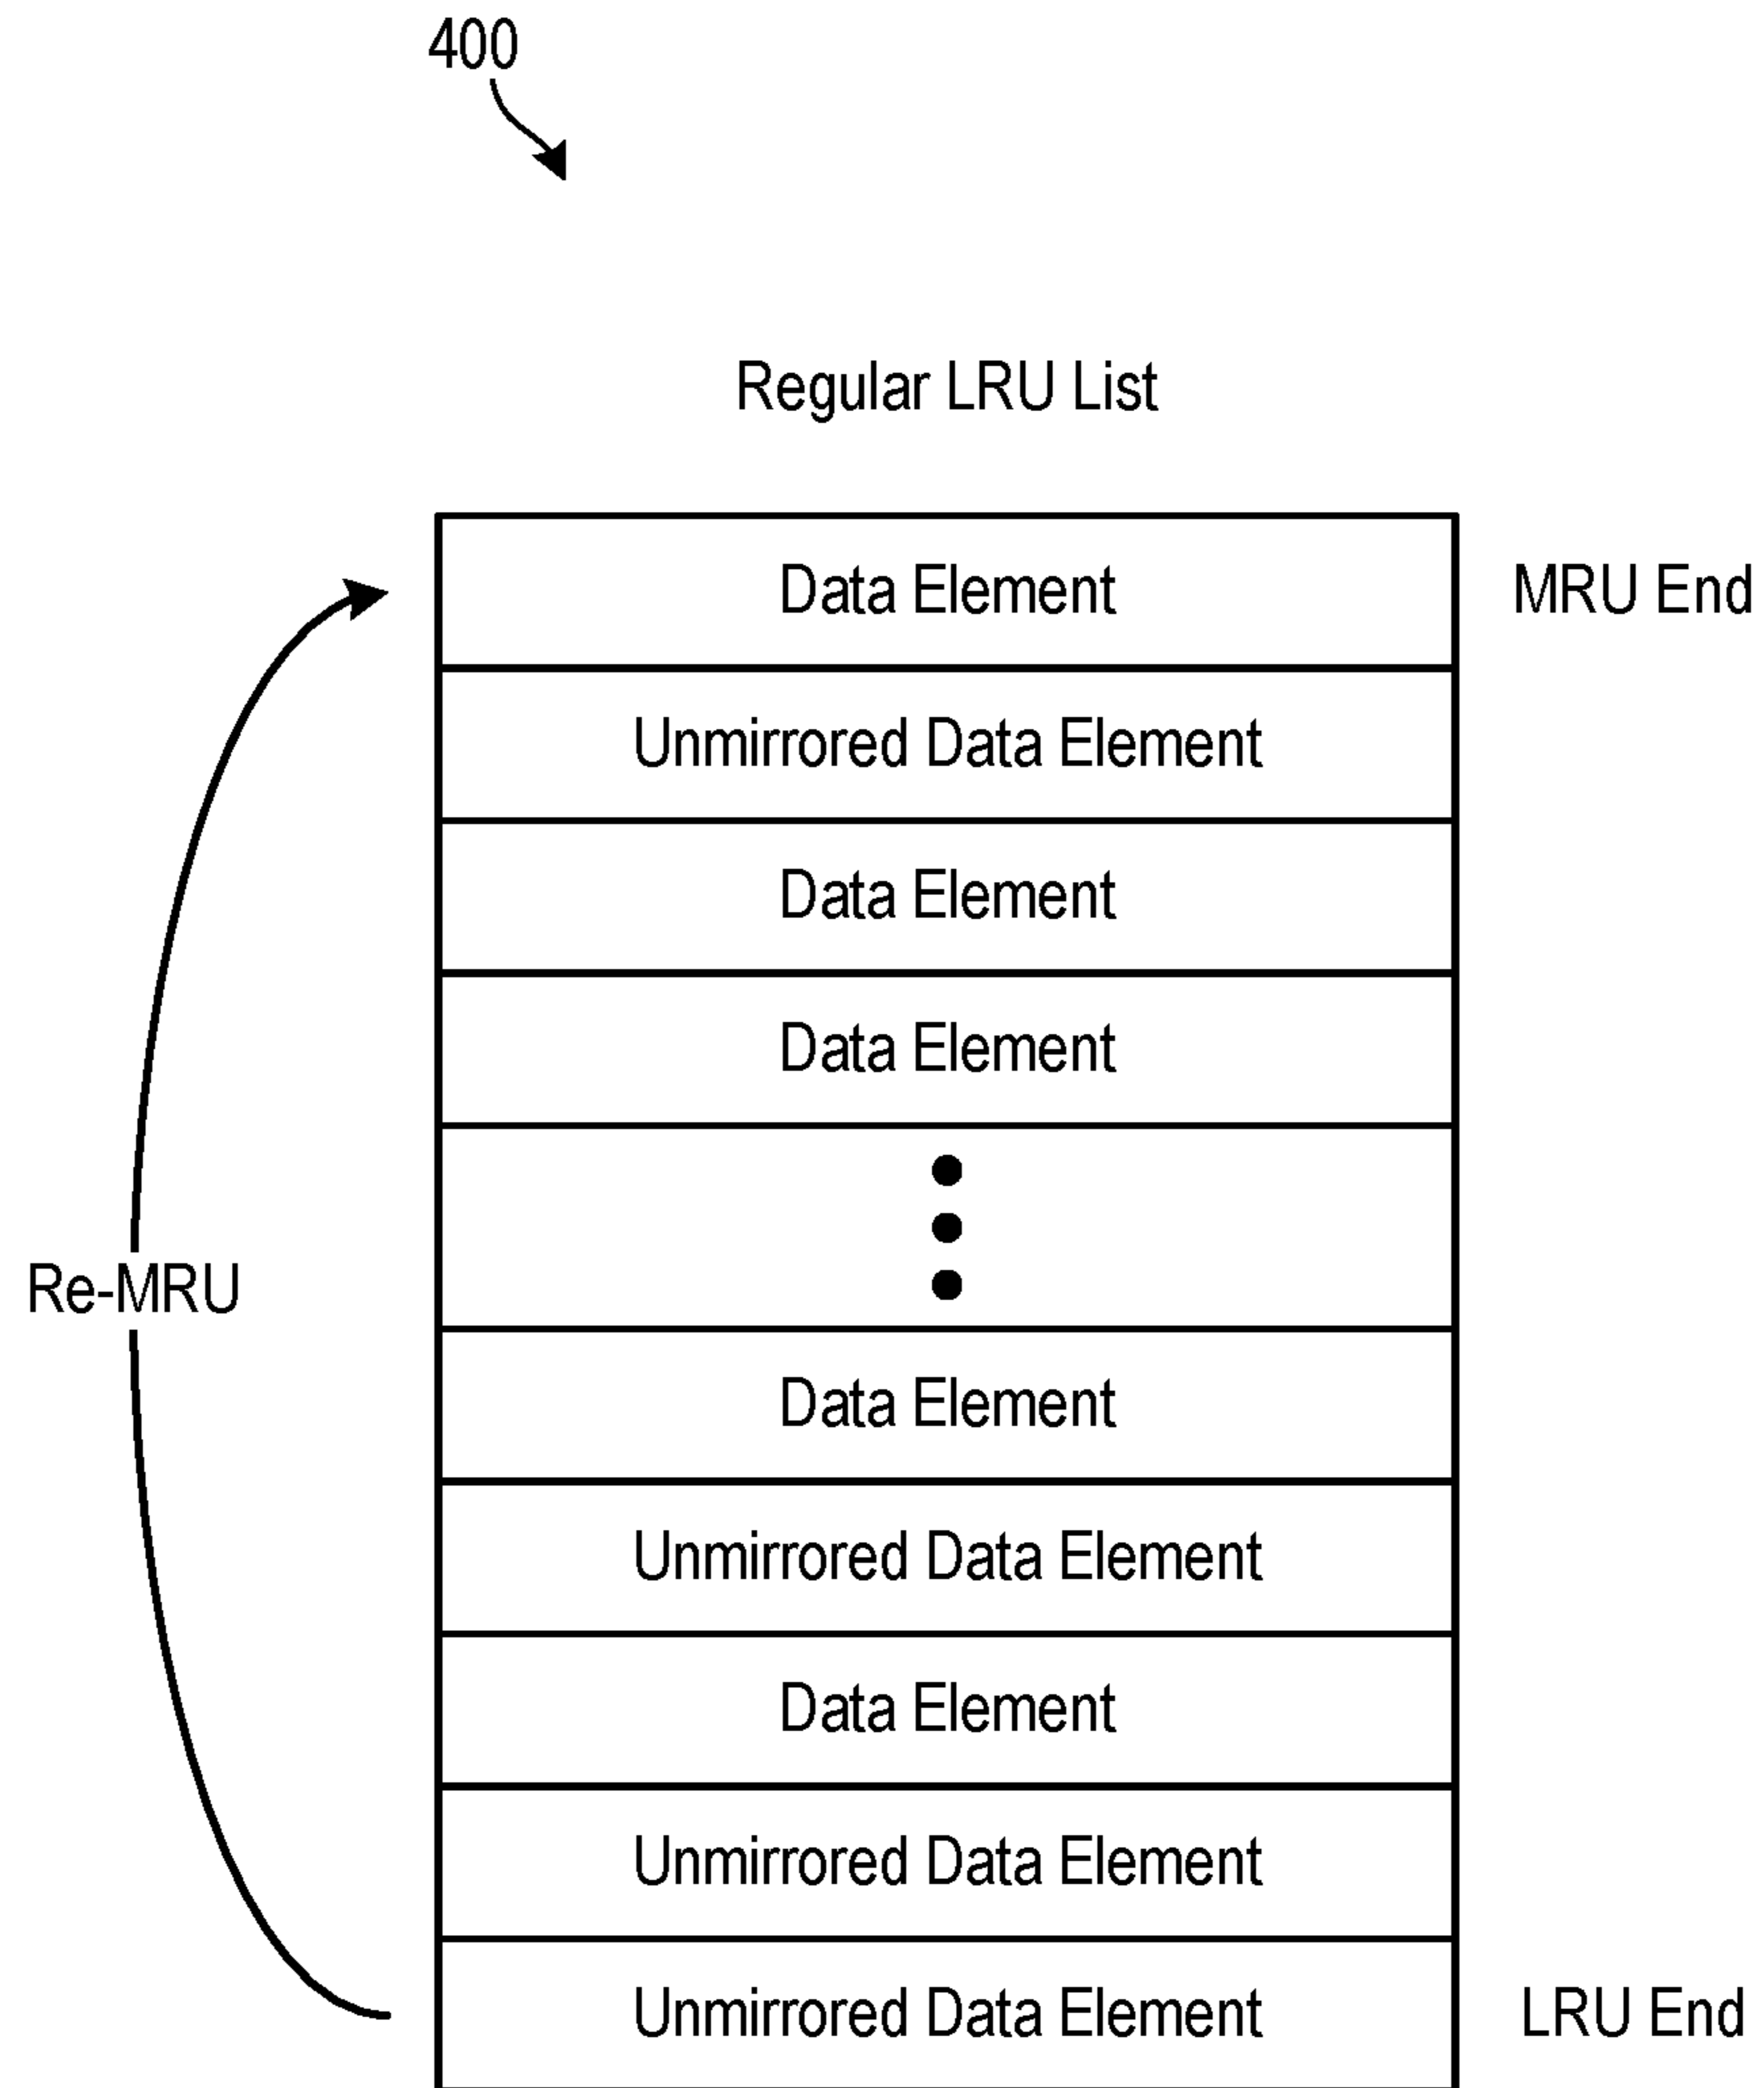 400
Regular LRU List
Data Element
MRU End
Unmirrored Data Element
Data Element
Data Element
Re-MRU
Data Element
Unmirrored Data Element
Data Element
Unmirrored Data Element
Unmirrored Data Element
LRU End